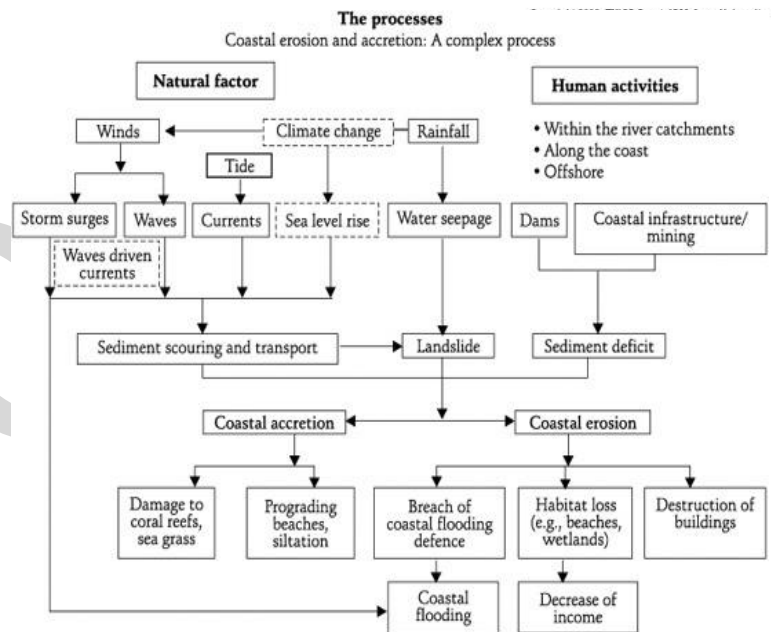 The processes
Coastal erosion and accretion: A complex process
Natural factor
Human activities
Winds
Climate change
Rainfall
• Within the river catchments
• Along the coast
• Offshore
Tide
Storm surges
Waves
Currents
Sea level rise
Water seepage
Dams
Coastal infrastructure/
mining
Waves driven
currents
Sediment scouring and transport
Landslide
Sediment deficit
Coastal accretion
Coastal erosion
Damage to
coral reefs,
sea grass
Prograding
beaches,
siltation
Breach of
coastal flooding
defence
Habitat loss
(e.g., beaches,
wetlands)
Destruction of
buildings
Coastal
flooding
Decrease of
income